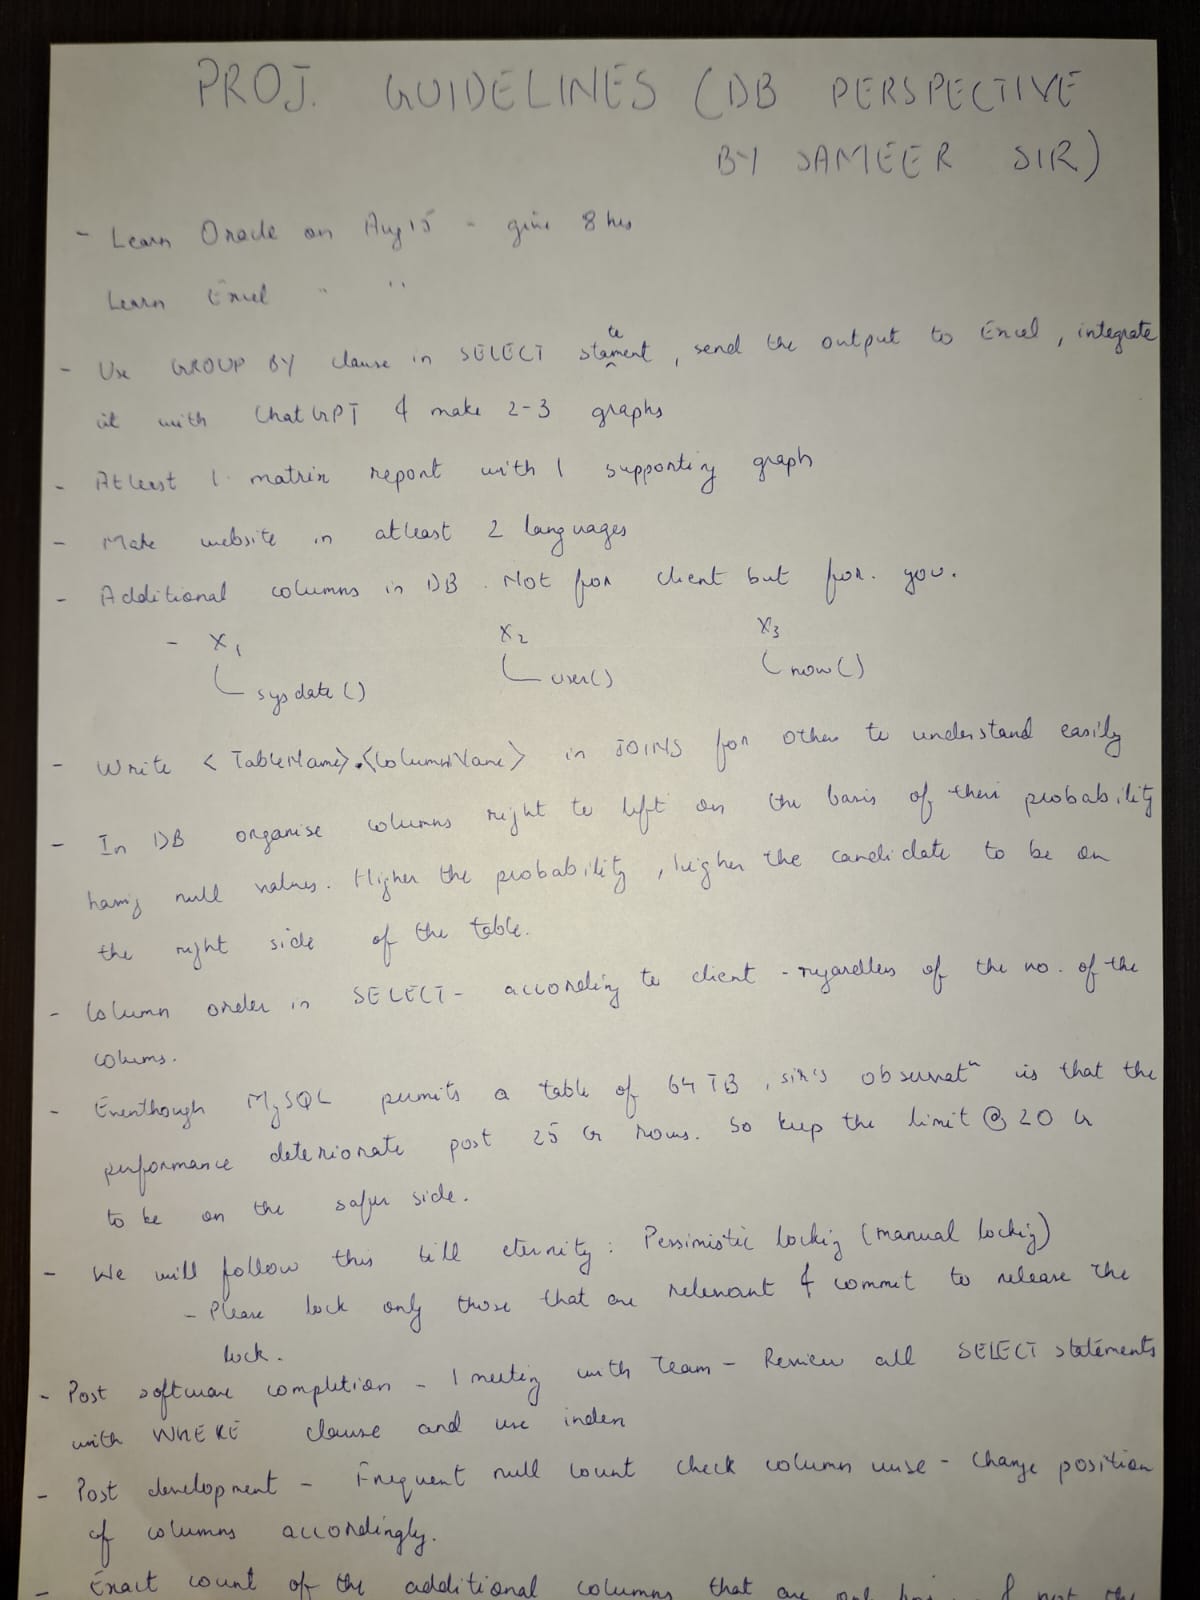 PROJ. GUIDELINES (DB PERSPECTIVE
BY SAMEER SIR)
- Learn Oracle on Aug 15 - give 8 hrs
Learn Excel " "
- Use GROUP BY clause in SELECT statement, send the output to Excel, integrate
it with ChatGPT & make 2-3 graphs
- Atleast 1 matrix report with 1 supporting graph
- Make website in atleast 2 languages
- Additional columns in DB. Not for client but for you.
- X1 X2 X3
sysdate() user() now()
- Write <TableName>.<ColumnName> in JOINS for others to understand easily
- In DB organise columns right to left on the basis of their probability
having null values. Higher the probability, higher the candidate to be on
the right side of the table.
- Column order in SELECT - according to client - regardless of the no. of the
colums.
- Eventhough MySQL permits a table of 64 TB, sir's observatn is that the
performance deteriorate post 25 Cr rows. So keep the limit @ 20 Cr
to be on the safer side.
- We will follow this till eternity: Pessimistic locking (manual locking)
- Please lock only those that are relevant & commit to release the
lock.
- Post software completion - 1 meeting with Team - Review all SELECT statements
with WHERE clause and use index
- Post development - Frequent null count check column wise - Change position
of columns accordingly.
- Exact count of the additional columns that are